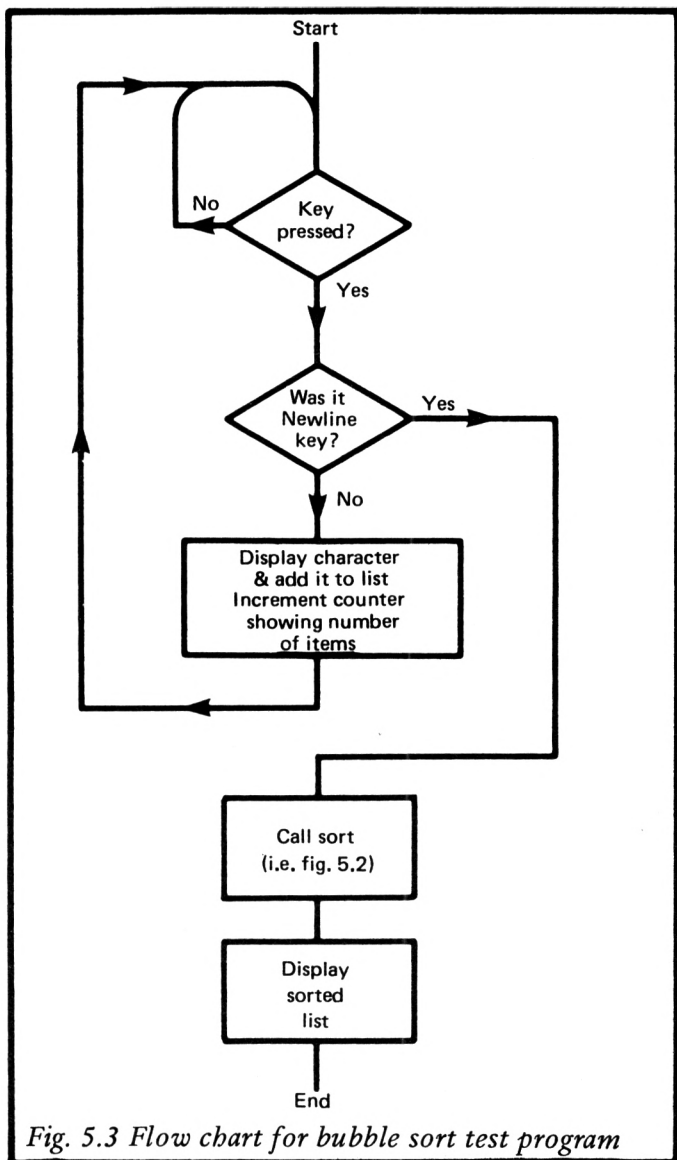 Start
No
Key
pressed?
Yes
Was it
Newline
key?
Yes
No
Display character
& add it to list
Increment counter
showing number
of items
Call sort
(i.e. fig. 5.2)
Display
sorted
list
End
Fig. 5.3 Flow chart for bubble sort test program